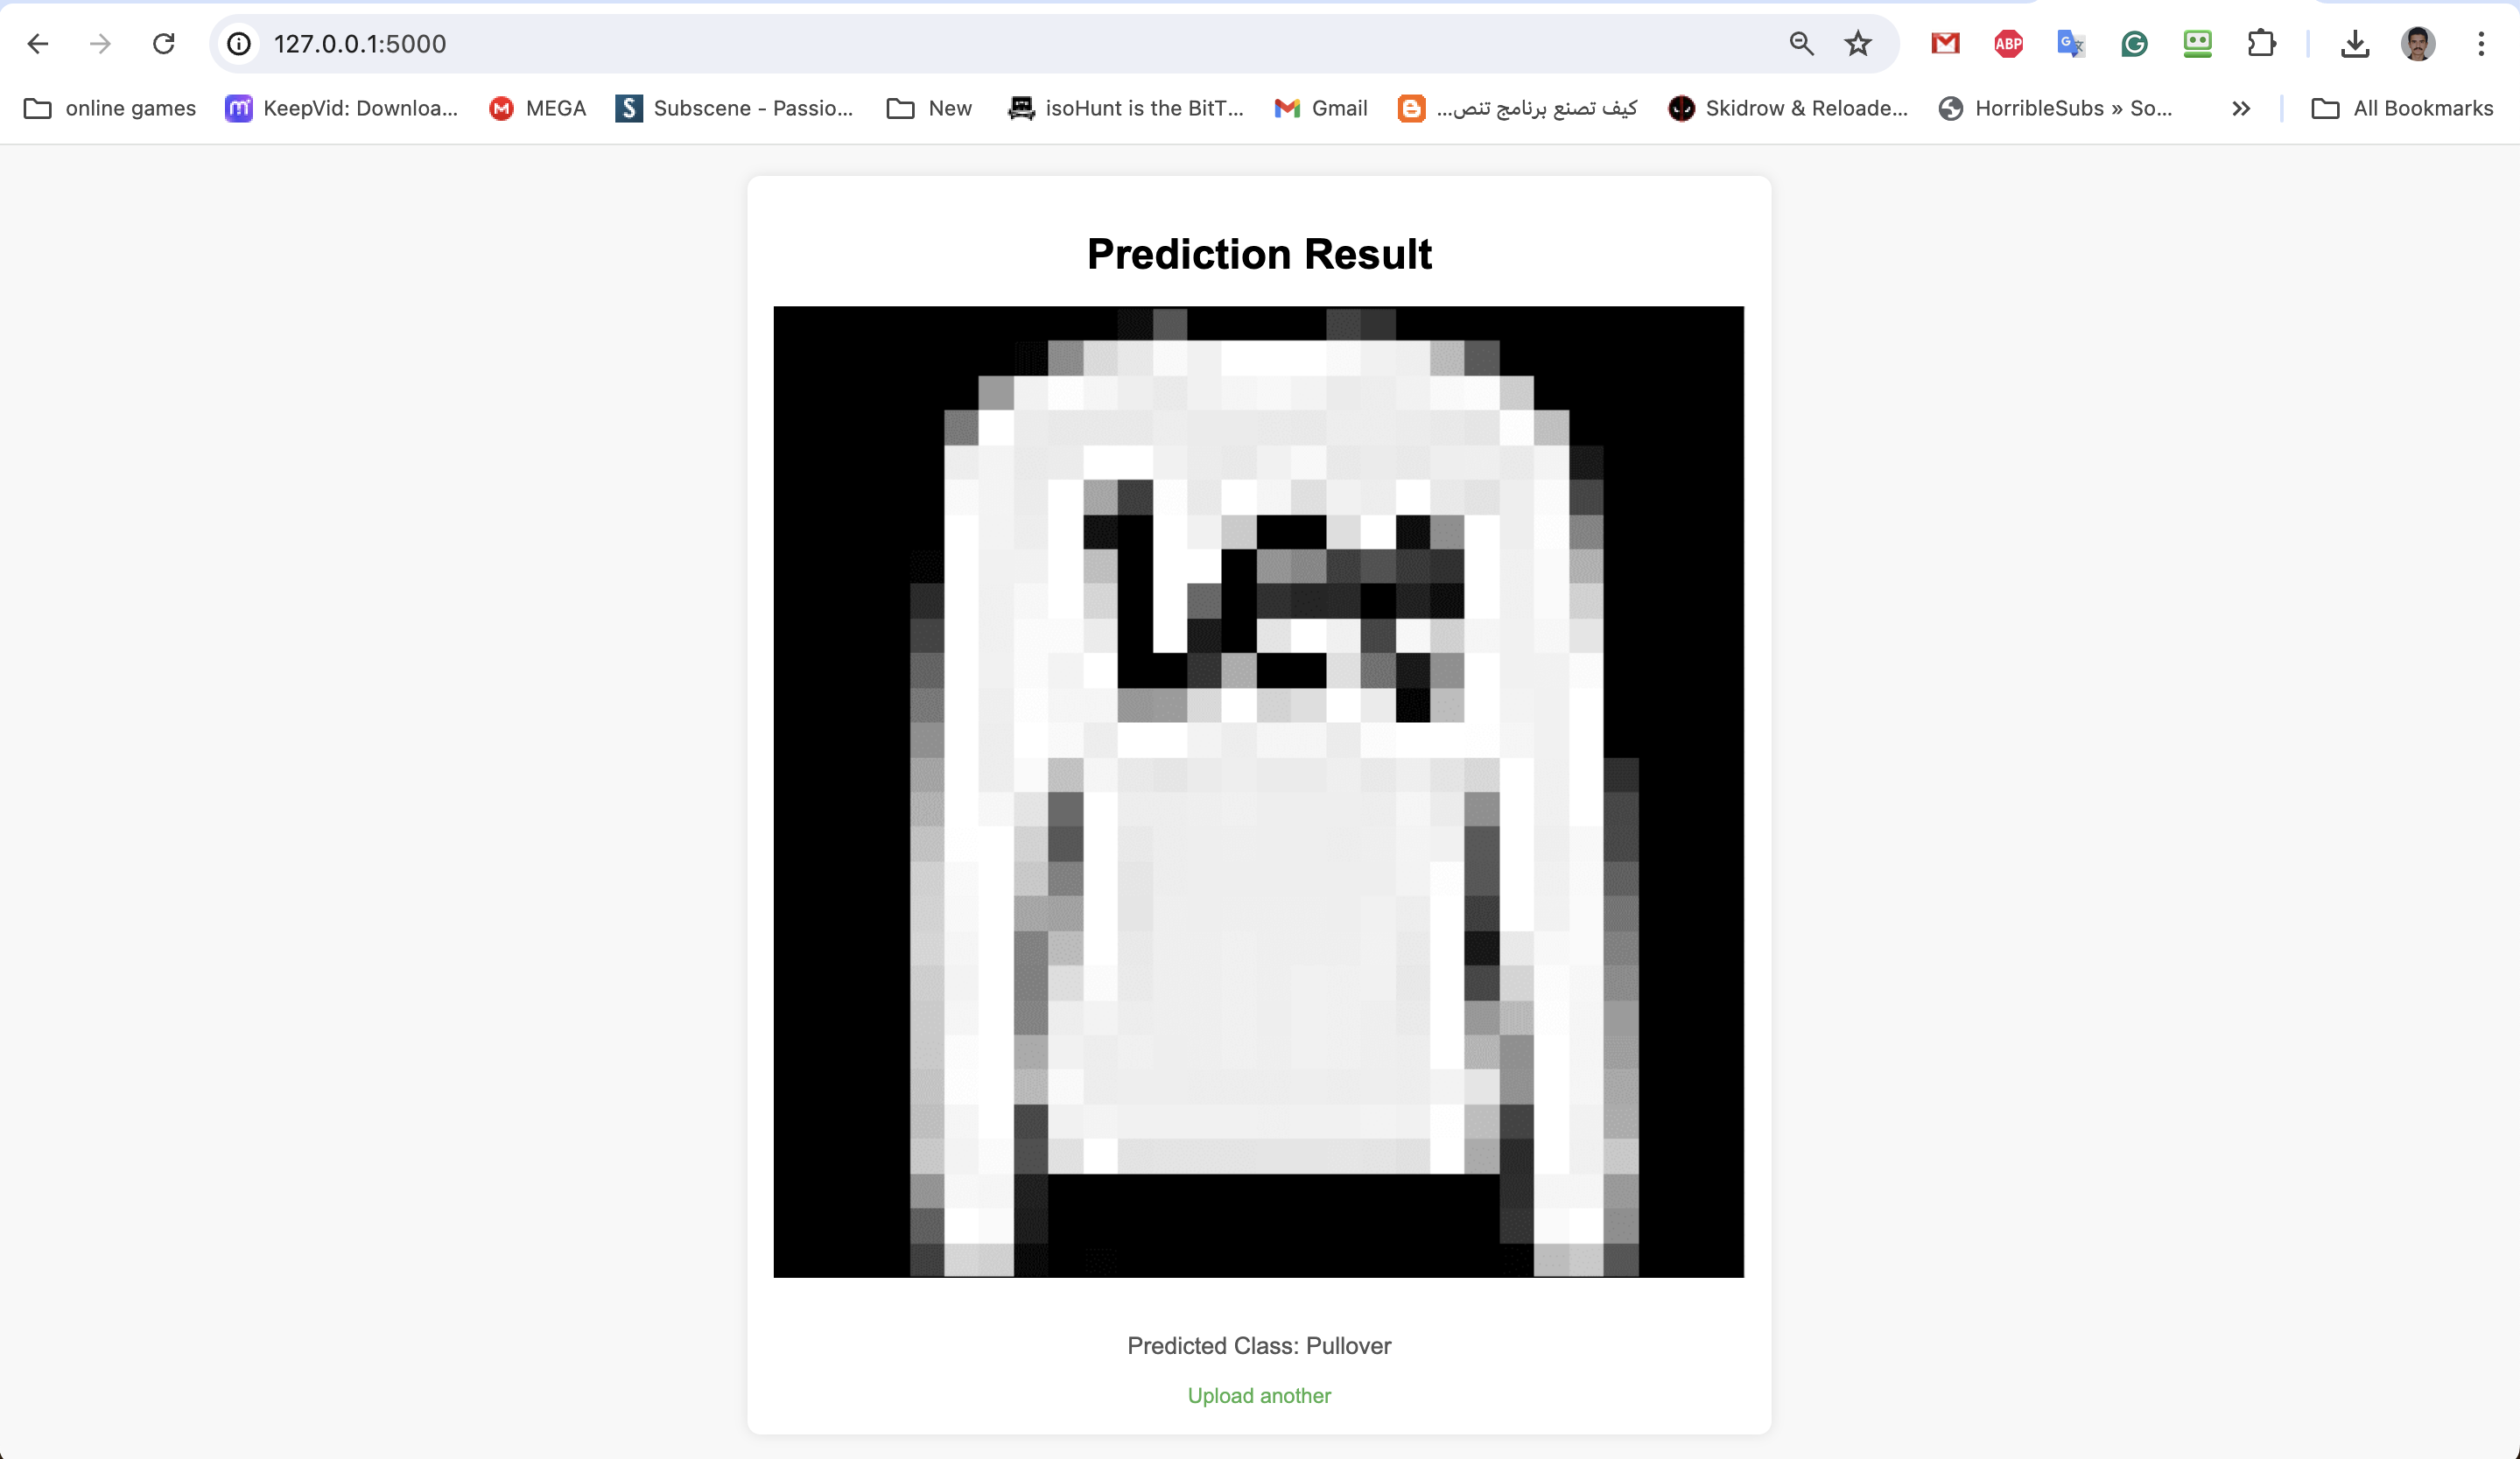 127.0.0.1:5000
online games KeepVid: Downloa... MEGA Subscene - Passio... New isoHunt is the BitT... Gmail كيف تصنع برنامج تنص... Skidrow & Reloade... HorribleSubs » So... » All Bookmarks
Prediction Result
Predicted Class: Pullover
Upload another